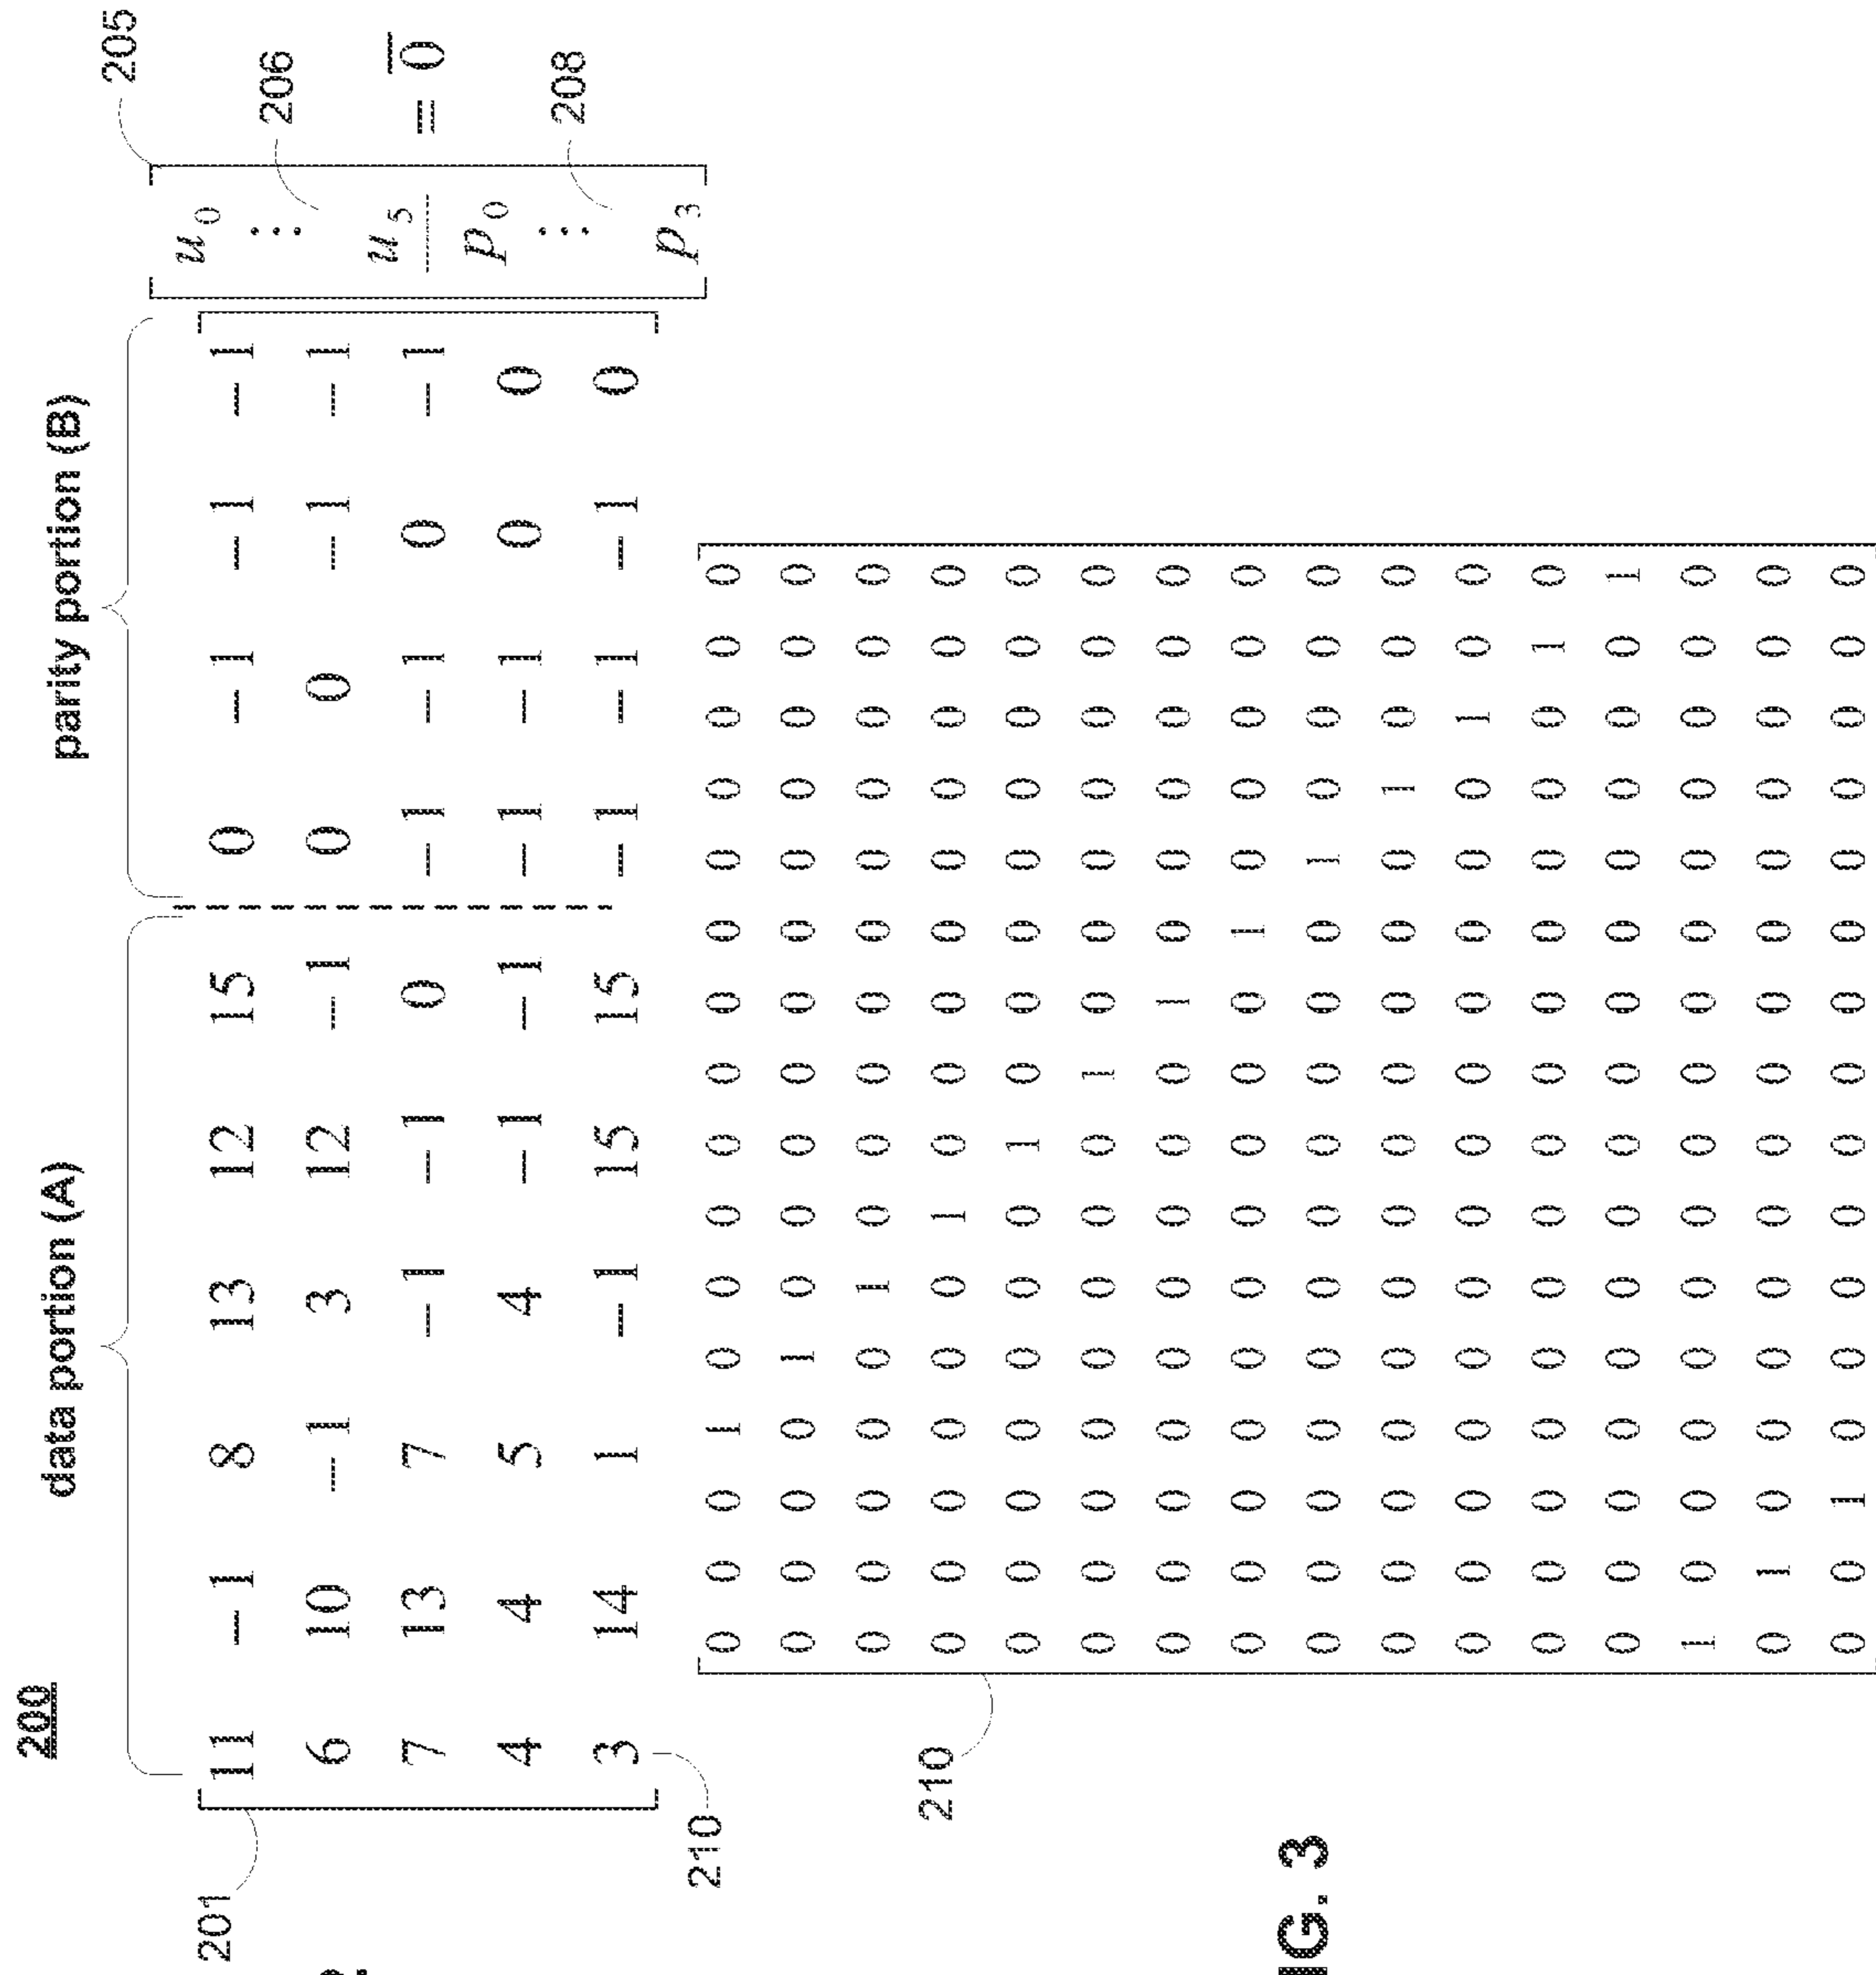 200
data portion (A) parity portion (B)
201
205
11 −1 8 13 12 15 0 −1 −1 −1 u0
6 10 −1 3 12 −1 0 0 −1 −1 ⋮ 206
7 13 7 −1 −1 0 −1 −1 0 −1 u5 = 0
4 4 5 4 −1 −1 −1 −1 0 0 p0
3 14 1 −1 15 15 −1 −1 −1 0 ⋮ 208
p3
210
0 0 0 1 0 0 0 0 0 0 0 0 0 0 0 0
0 0 0 0 1 0 0 0 0 0 0 0 0 0 0 0
0 0 0 0 0 1 0 0 0 0 0 0 0 0 0 0
0 0 0 0 0 0 1 0 0 0 0 0 0 0 0 0
0 0 0 0 0 0 0 1 0 0 0 0 0 0 0 0
0 0 0 0 0 0 0 0 1 0 0 0 0 0 0 0
0 0 0 0 0 0 0 0 0 1 0 0 0 0 0 0
0 0 0 0 0 0 0 0 0 0 1 0 0 0 0 0
0 0 0 0 0 0 0 0 0 0 0 1 0 0 0 0
0 0 0 0 0 0 0 0 0 0 0 0 1 0 0 0
0 0 0 0 0 0 0 0 0 0 0 0 0 1 0 0
0 0 0 0 0 0 0 0 0 0 0 0 0 0 1 0
0 0 0 0 0 0 0 0 0 0 0 0 0 0 0 1
1 0 0 0 0 0 0 0 0 0 0 0 0 0 0 0
0 1 0 0 0 0 0 0 0 0 0 0 0 0 0 0
0 0 1 0 0 0 0 0 0 0 0 0 0 0 0 0
210
IG. 3